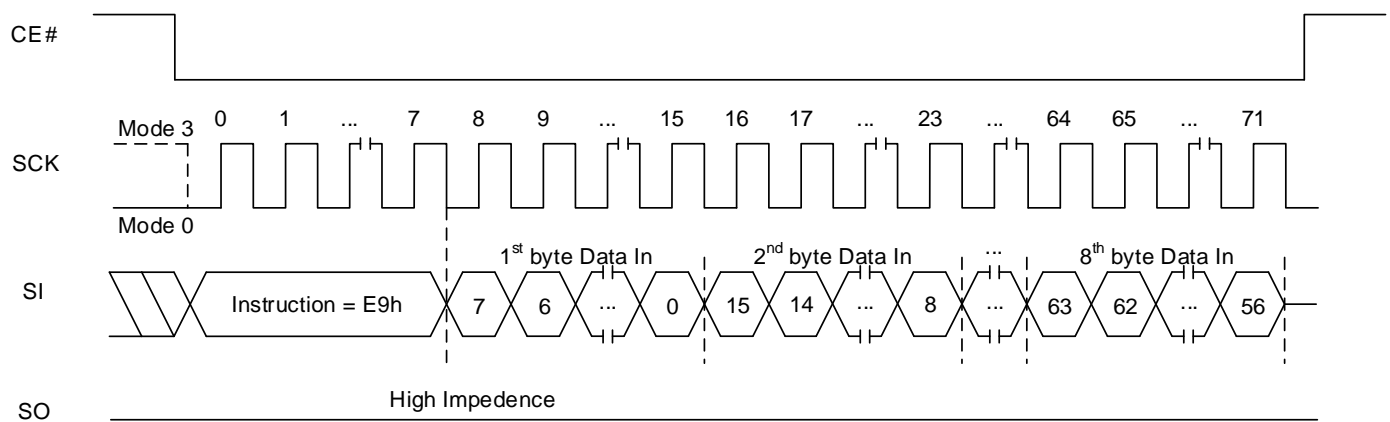 CE#
Mode 3
0 1 ... 7 8 9 ... 15 16 17 ... 23 ... 64 65 ... 71
SCK
Mode 0
1st byte Data In 2nd byte Data In ... 8th byte Data In
SI
Instruction = E9h 7 6 ... 0 15 14 ... 8 ... 63 62 ... 56
High Impedence
SO